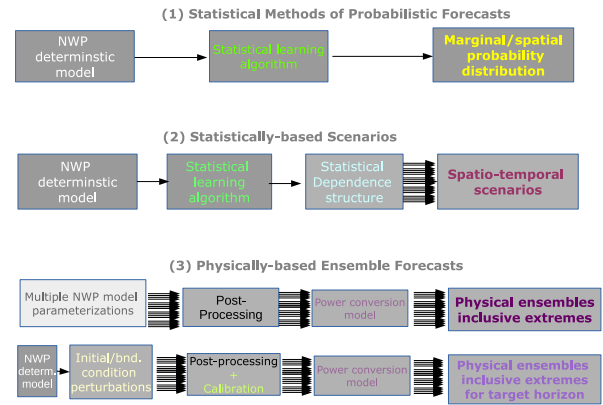 (1) Statistical Methods of Probabilistic Forecasts
NWP
determinstic
model
Statistical learning
algorithm
Marginal/spatial
probability
distribution
(2) Statistically-based Scenarios
NWP
determinstic
model
Statistical
learning
algorithm
Statistical
Dependence
structure
Spatio-temporal
scenarios
(3) Physically-based Ensemble Forecasts
Multiple NWP model
parameterizations
Post-
Processing
Power conversion
model
Physical ensembles
inclusive extremes
NWP
determ.
model
Initial/bnd.
condition
perturbations
Post-processing
+
Calibration
Power conversion
model
Physical ensembles
inclusive extremes
for target horizon